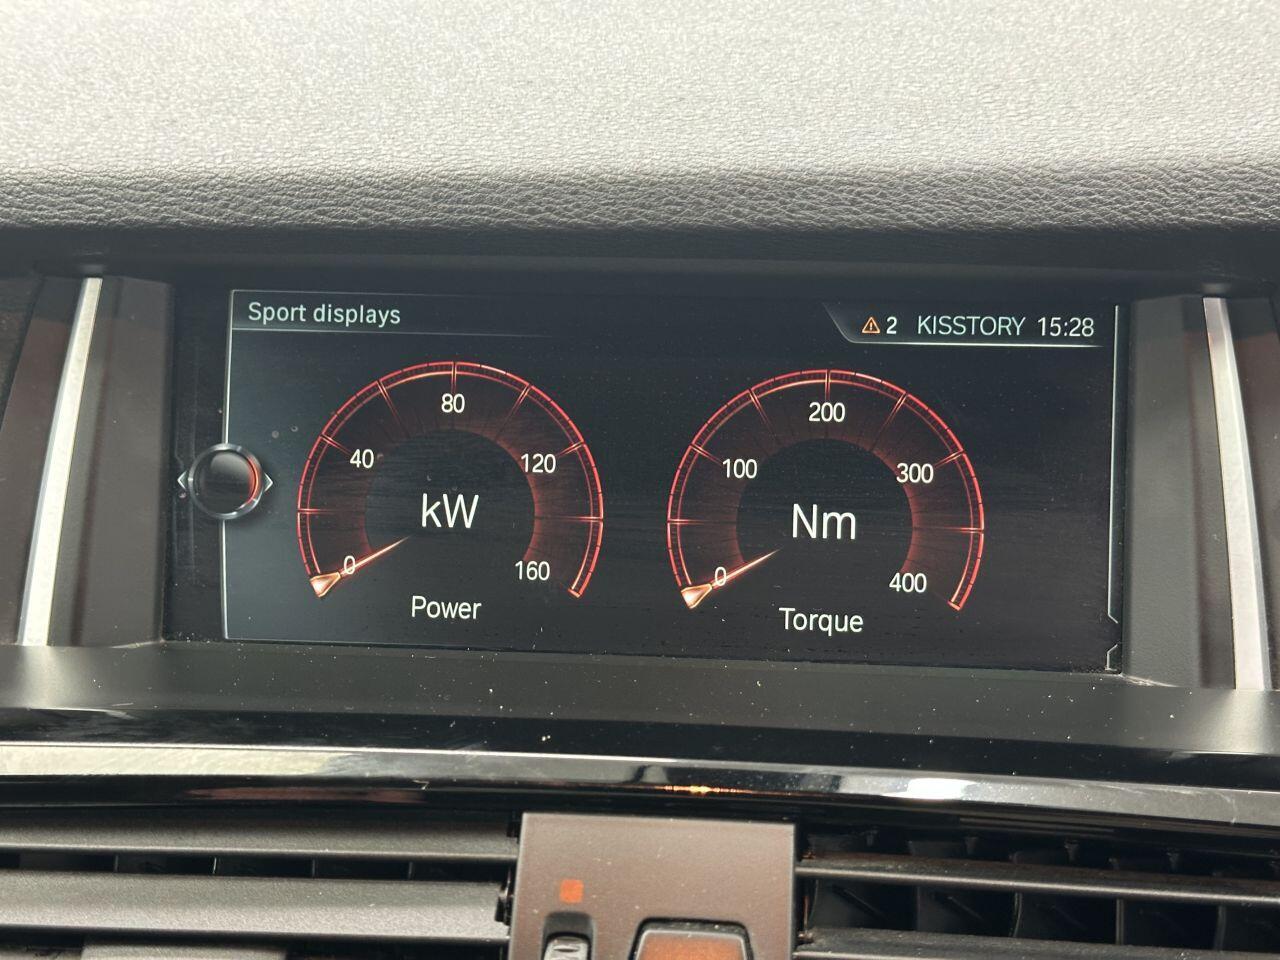 Sport displays
2 KISSTORY 15:28
80
40
120
kW
0
160
Power
200
100
300
Nm
0
400
Torque